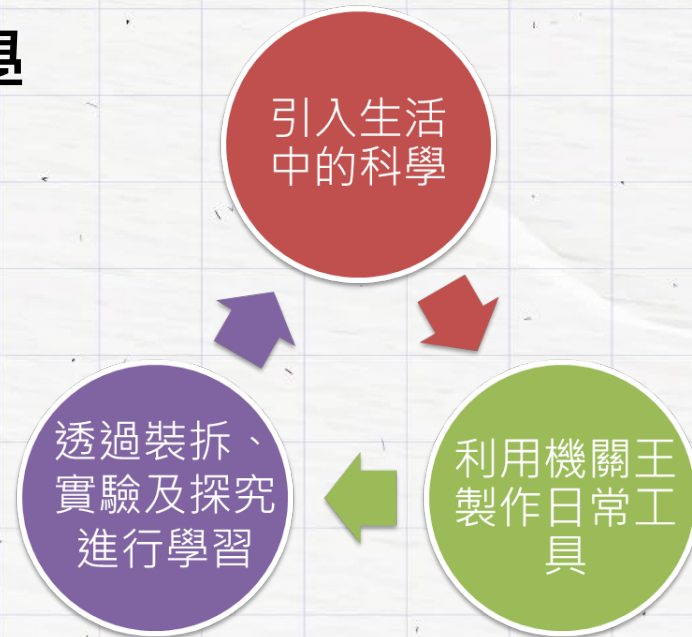 學
引入生活
中的科學
利用機關王
製作日常工
具
透過裝拆、
實驗及探究
進行學習